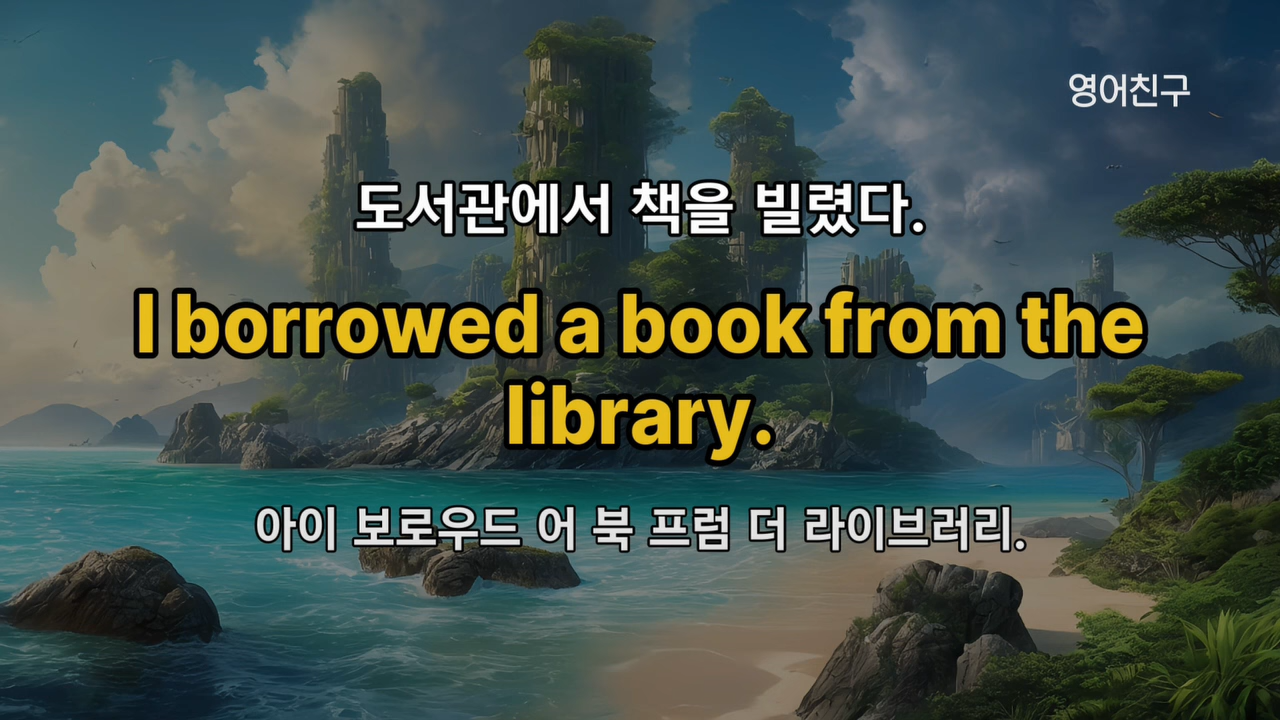 영어친구
도서관에서 책을 빌렸다.
I borrowed a book from the
library.
아이 보로우드 어 북 프럼 더 라이브러리.